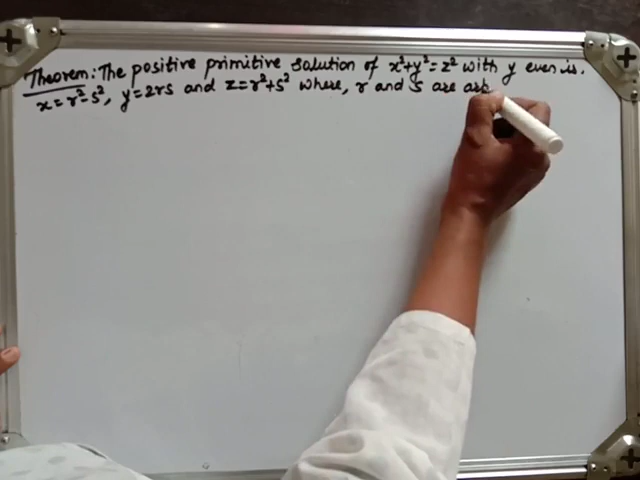 Theorem: The positive primitive solution of x²+y²=z² with y even is.
x=r²-s², y=2rs and z=r²+s² where, r and s are